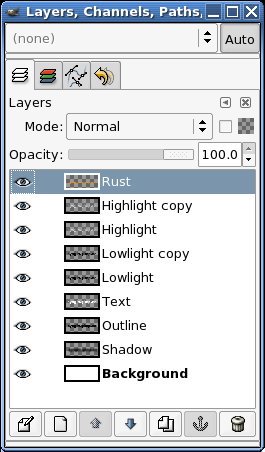 Layers, Channels, Paths,
(none)
Auto
Layers
Mode: Normal
Opacity: 100.0
Rust
Highlight copy
Highlight
Lowlight copy
Lowlight
Text
Outline
Shadow
Background